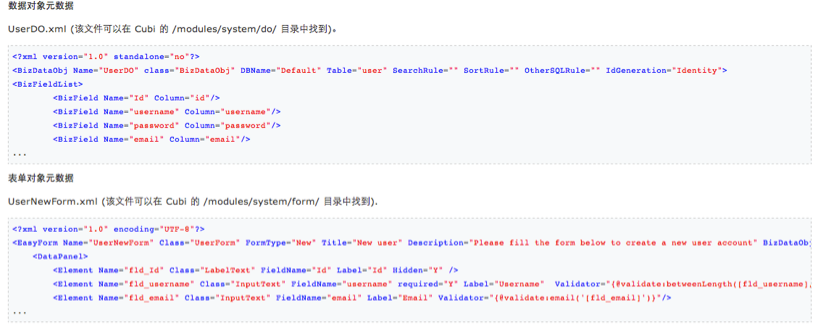 数据对象元数据
UserDO.xml (该文件可以在 Cubi 的 /modules/system/do/ 目录中找到)。
<?xml version="1.0" standalone="no"?>
<BizDataObj Name="UserDO" class="BizDataObj" DBName="Default" Table="user" SearchRule="" SortRule="" OtherSQLRule="" IdGeneration="Identity">
<BizFieldList>
<BizField Name="Id" Column="id"/>
<BizField Name="username" Column="username"/>
<BizField Name="password" Column="password"/>
<BizField Name="email" Column="email"/>
...
表单对象元数据
UserNewForm.xml (该文件可以在 Cubi 的 /modules/system/form/ 目录中找到).
<?xml version="1.0" encoding="UTF-8"?>
<EasyForm Name="UserNewForm" Class="UserForm" FormType="New" Title="New user" Description="Please fill the form below to create a new user account" BizDataObj
<DataPanel>
<Element Name="fld_Id" Class="LabelText" FieldName="Id" Label="Id" Hidden="Y" />
<Element Name="fld_username" Class="InputText" FieldName="username" required="Y" Label="Username" Validator="{@validate:betweenLength([fld_username],
<Element Name="fld_email" Class="InputText" FieldName="email" Label="Email" Validator="{@validate:email('[fld_email]')}"/>
...